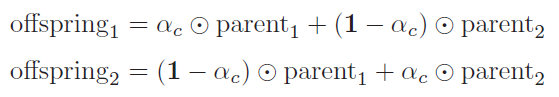 offspring₁ = α_c ⊙ parent₁ + (𝟏 − α_c) ⊙ parent₂
offspring₂ = (𝟏 − α_c) ⊙ parent₁ + α_c ⊙ parent₂